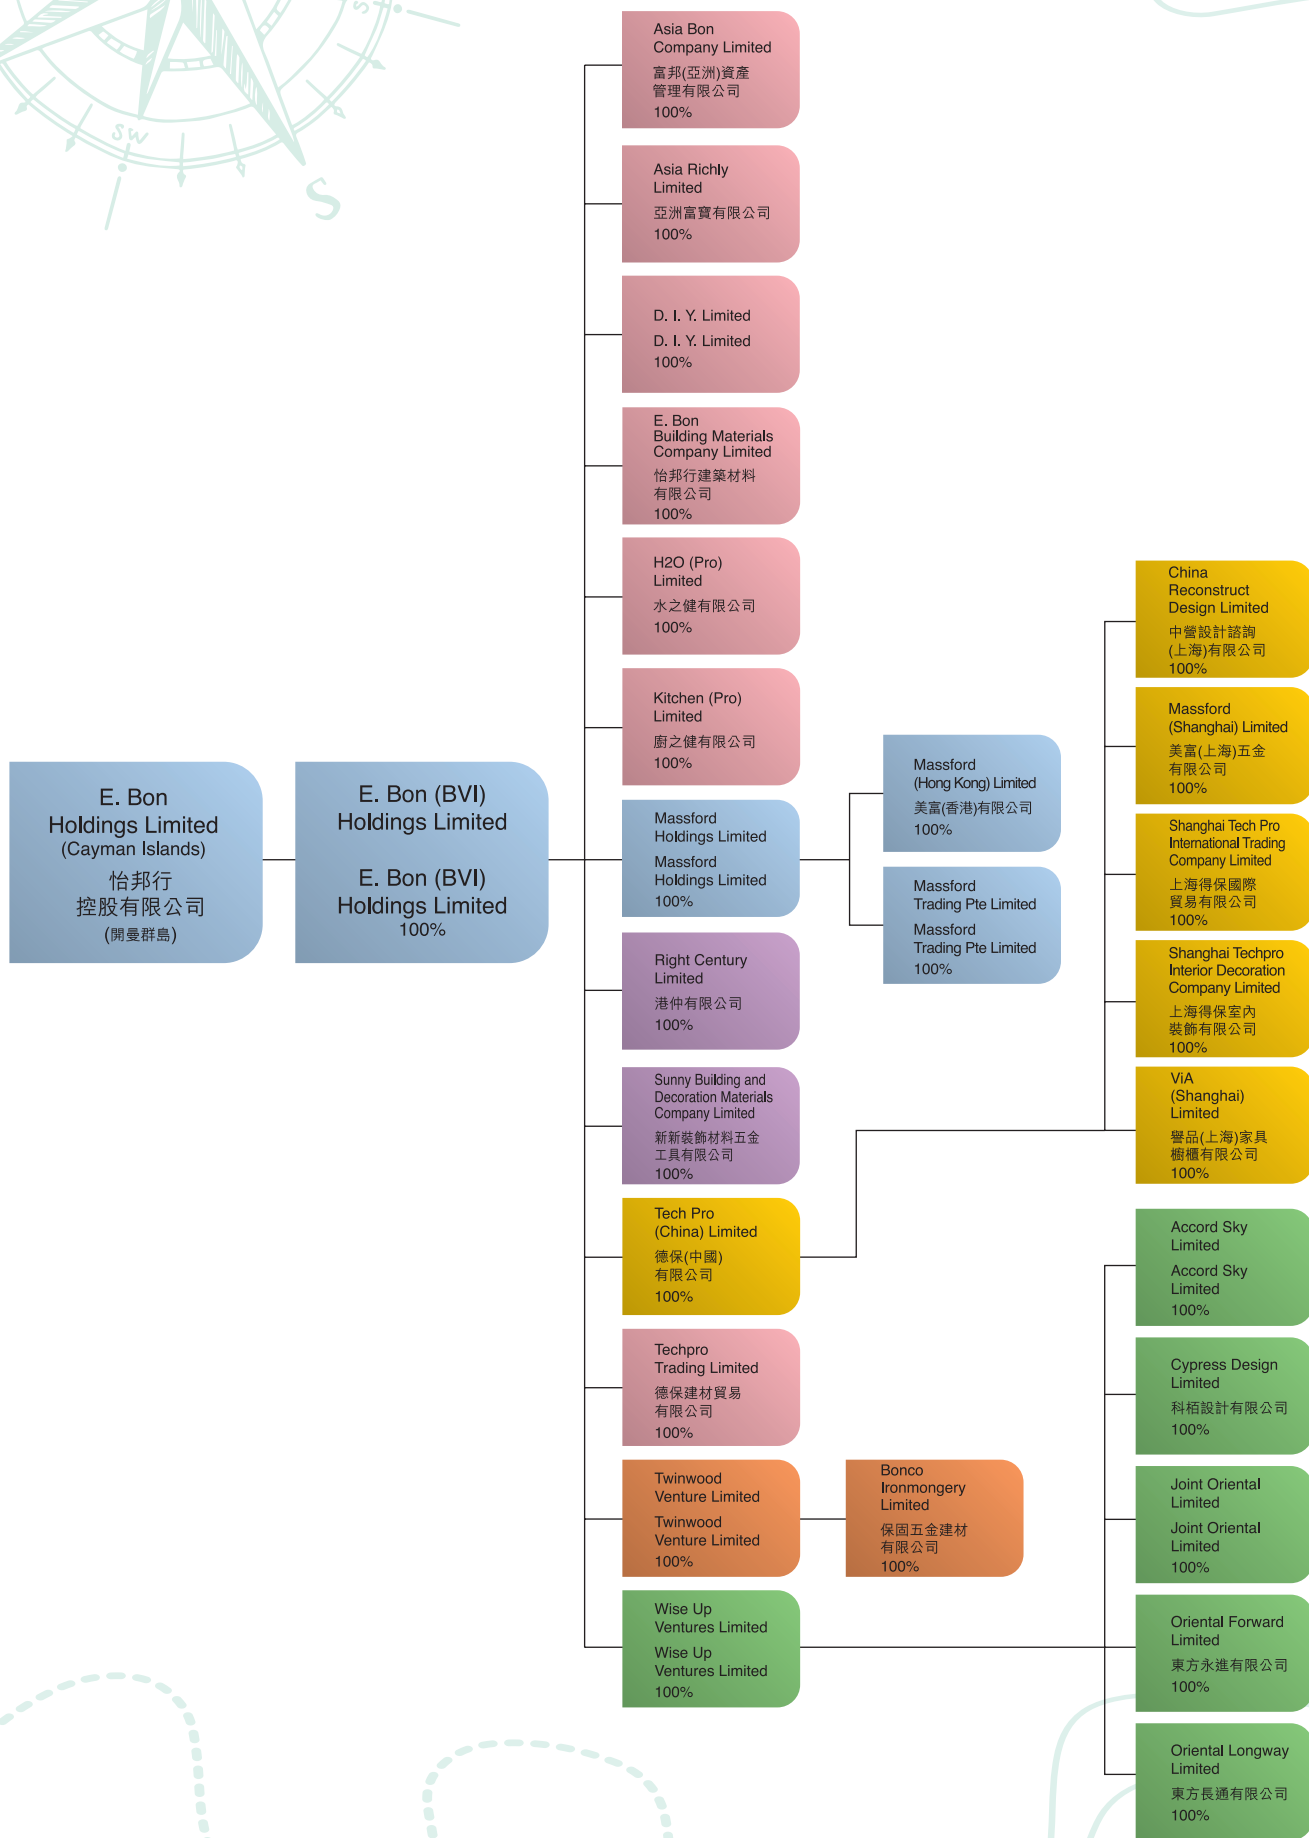 SW
S
E. Bon
Holdings Limited
(Cayman Islands)
怡邦行
控股有限公司
(開曼群島)
E. Bon (BVI)
Holdings Limited
E. Bon (BVI)
Holdings Limited
100%
Asia Bon
Company Limited
富邦(亞洲)資產
管理有限公司
100%
Asia Richly
Limited
亞洲富寶有限公司
100%
D. I. Y. Limited
D. I. Y. Limited
100%
E. Bon
Building Materials
Company Limited
怡邦行建築材料
有限公司
100%
H2O (Pro)
Limited
水之健有限公司
100%
Kitchen (Pro)
Limited
廚之健有限公司
100%
Massford
Holdings Limited
Massford
Holdings Limited
100%
Right Century
Limited
港仲有限公司
100%
Sunny Building and
Decoration Materials
Company Limited
新新裝飾材料五金
工具有限公司
100%
Tech Pro
(China) Limited
德保(中國)
有限公司
100%
Techpro
Trading Limited
德保建材貿易
有限公司
100%
Twinwood
Venture Limited
Twinwood
Venture Limited
100%
Wise Up
Ventures Limited
Wise Up
Ventures Limited
100%
Massford
(Hong Kong) Limited
美富(香港)有限公司
100%
Massford
Trading Pte Limited
Massford
Trading Pte Limited
100%
Bonco
Ironmongery
Limited
保固五金建材
有限公司
100%
China
Reconstruct
Design Limited
中營設計諮詢
(上海)有限公司
100%
Massford
(Shanghai) Limited
美富(上海)五金
有限公司
100%
Shanghai Tech Pro
International Trading
Company Limited
上海得保國際
貿易有限公司
100%
Shanghai Techpro
Interior Decoration
Company Limited
上海得保室內
裝飾有限公司
100%
ViA
(Shanghai)
Limited
譽品(上海)家具
櫥櫃有限公司
100%
Accord Sky
Limited
Accord Sky
Limited
100%
Cypress Design
Limited
科栢設計有限公司
100%
Joint Oriental
Limited
Joint Oriental
Limited
100%
Oriental Forward
Limited
東方永進有限公司
100%
Oriental Longway
Limited
東方長通有限公司
100%